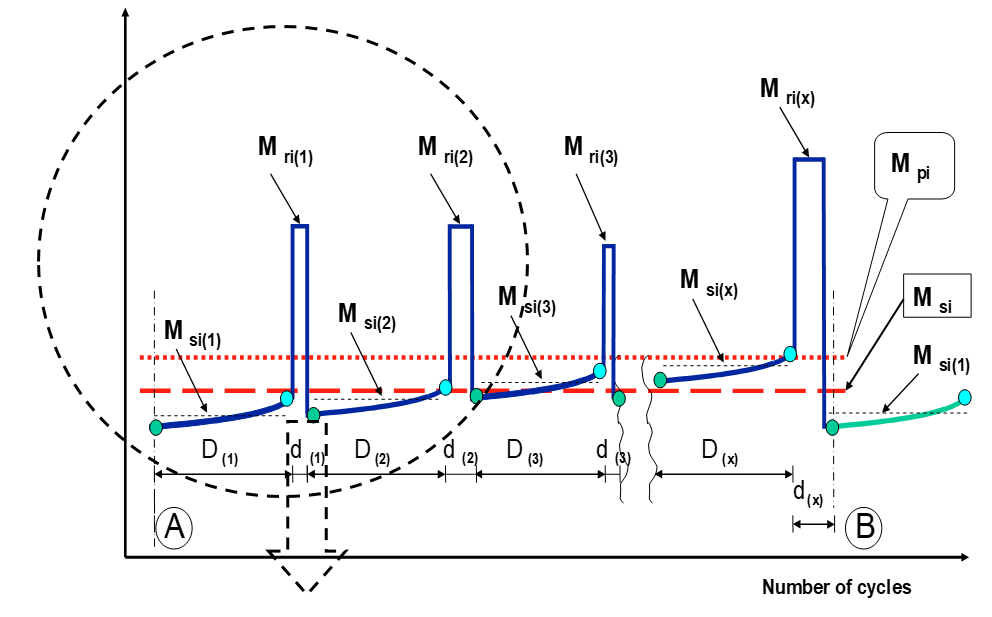 M ri(x)
M ri(1)
M ri(2)
M ri(3)
M pi
M si(x)
M si(3)
M si
M si(2)
M si(1)
M si(1)
D (1)
d (1)
D (2)
d (2)
D (3)
d (3)
D (x)
d (x)
A
B
Number of cycles